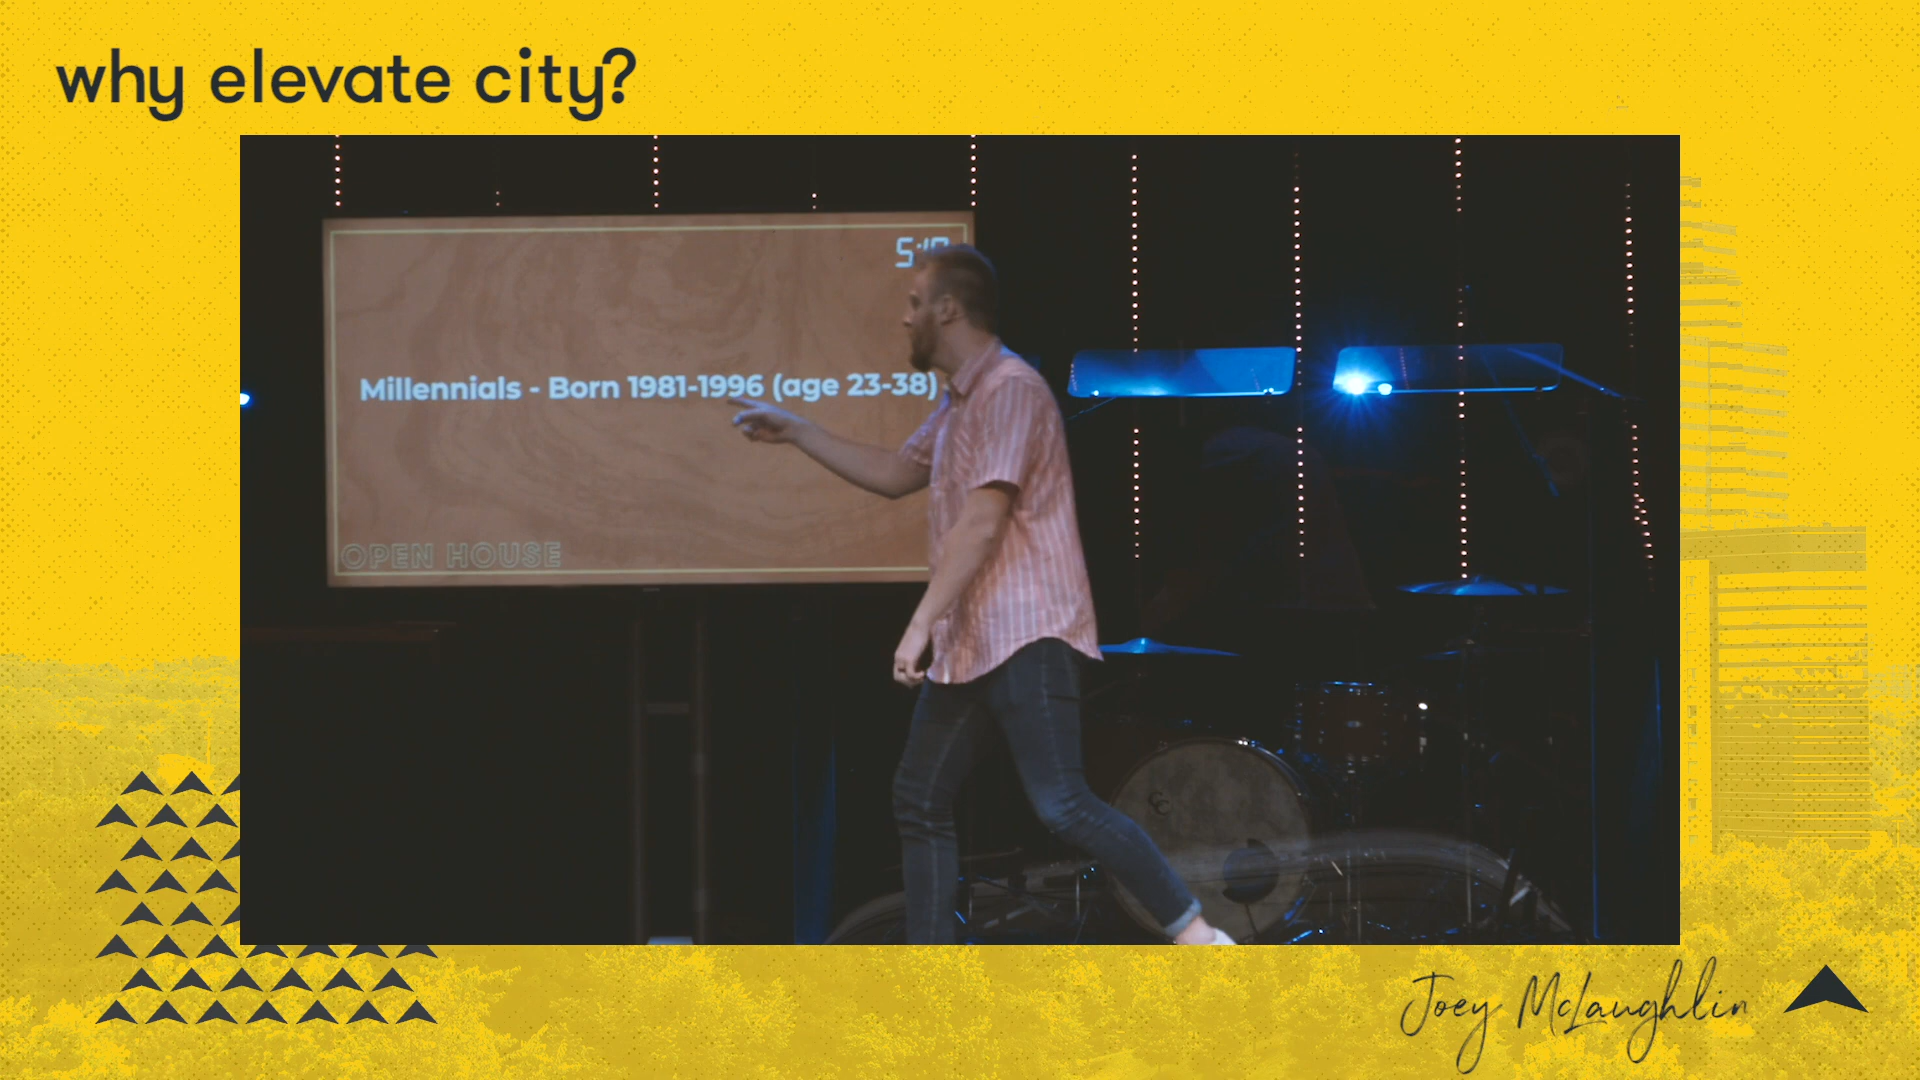 why elevate city?
Millennials - Born 1981-1996 (age 23-38)
OPEN HOUSE
Joey McLaughlin